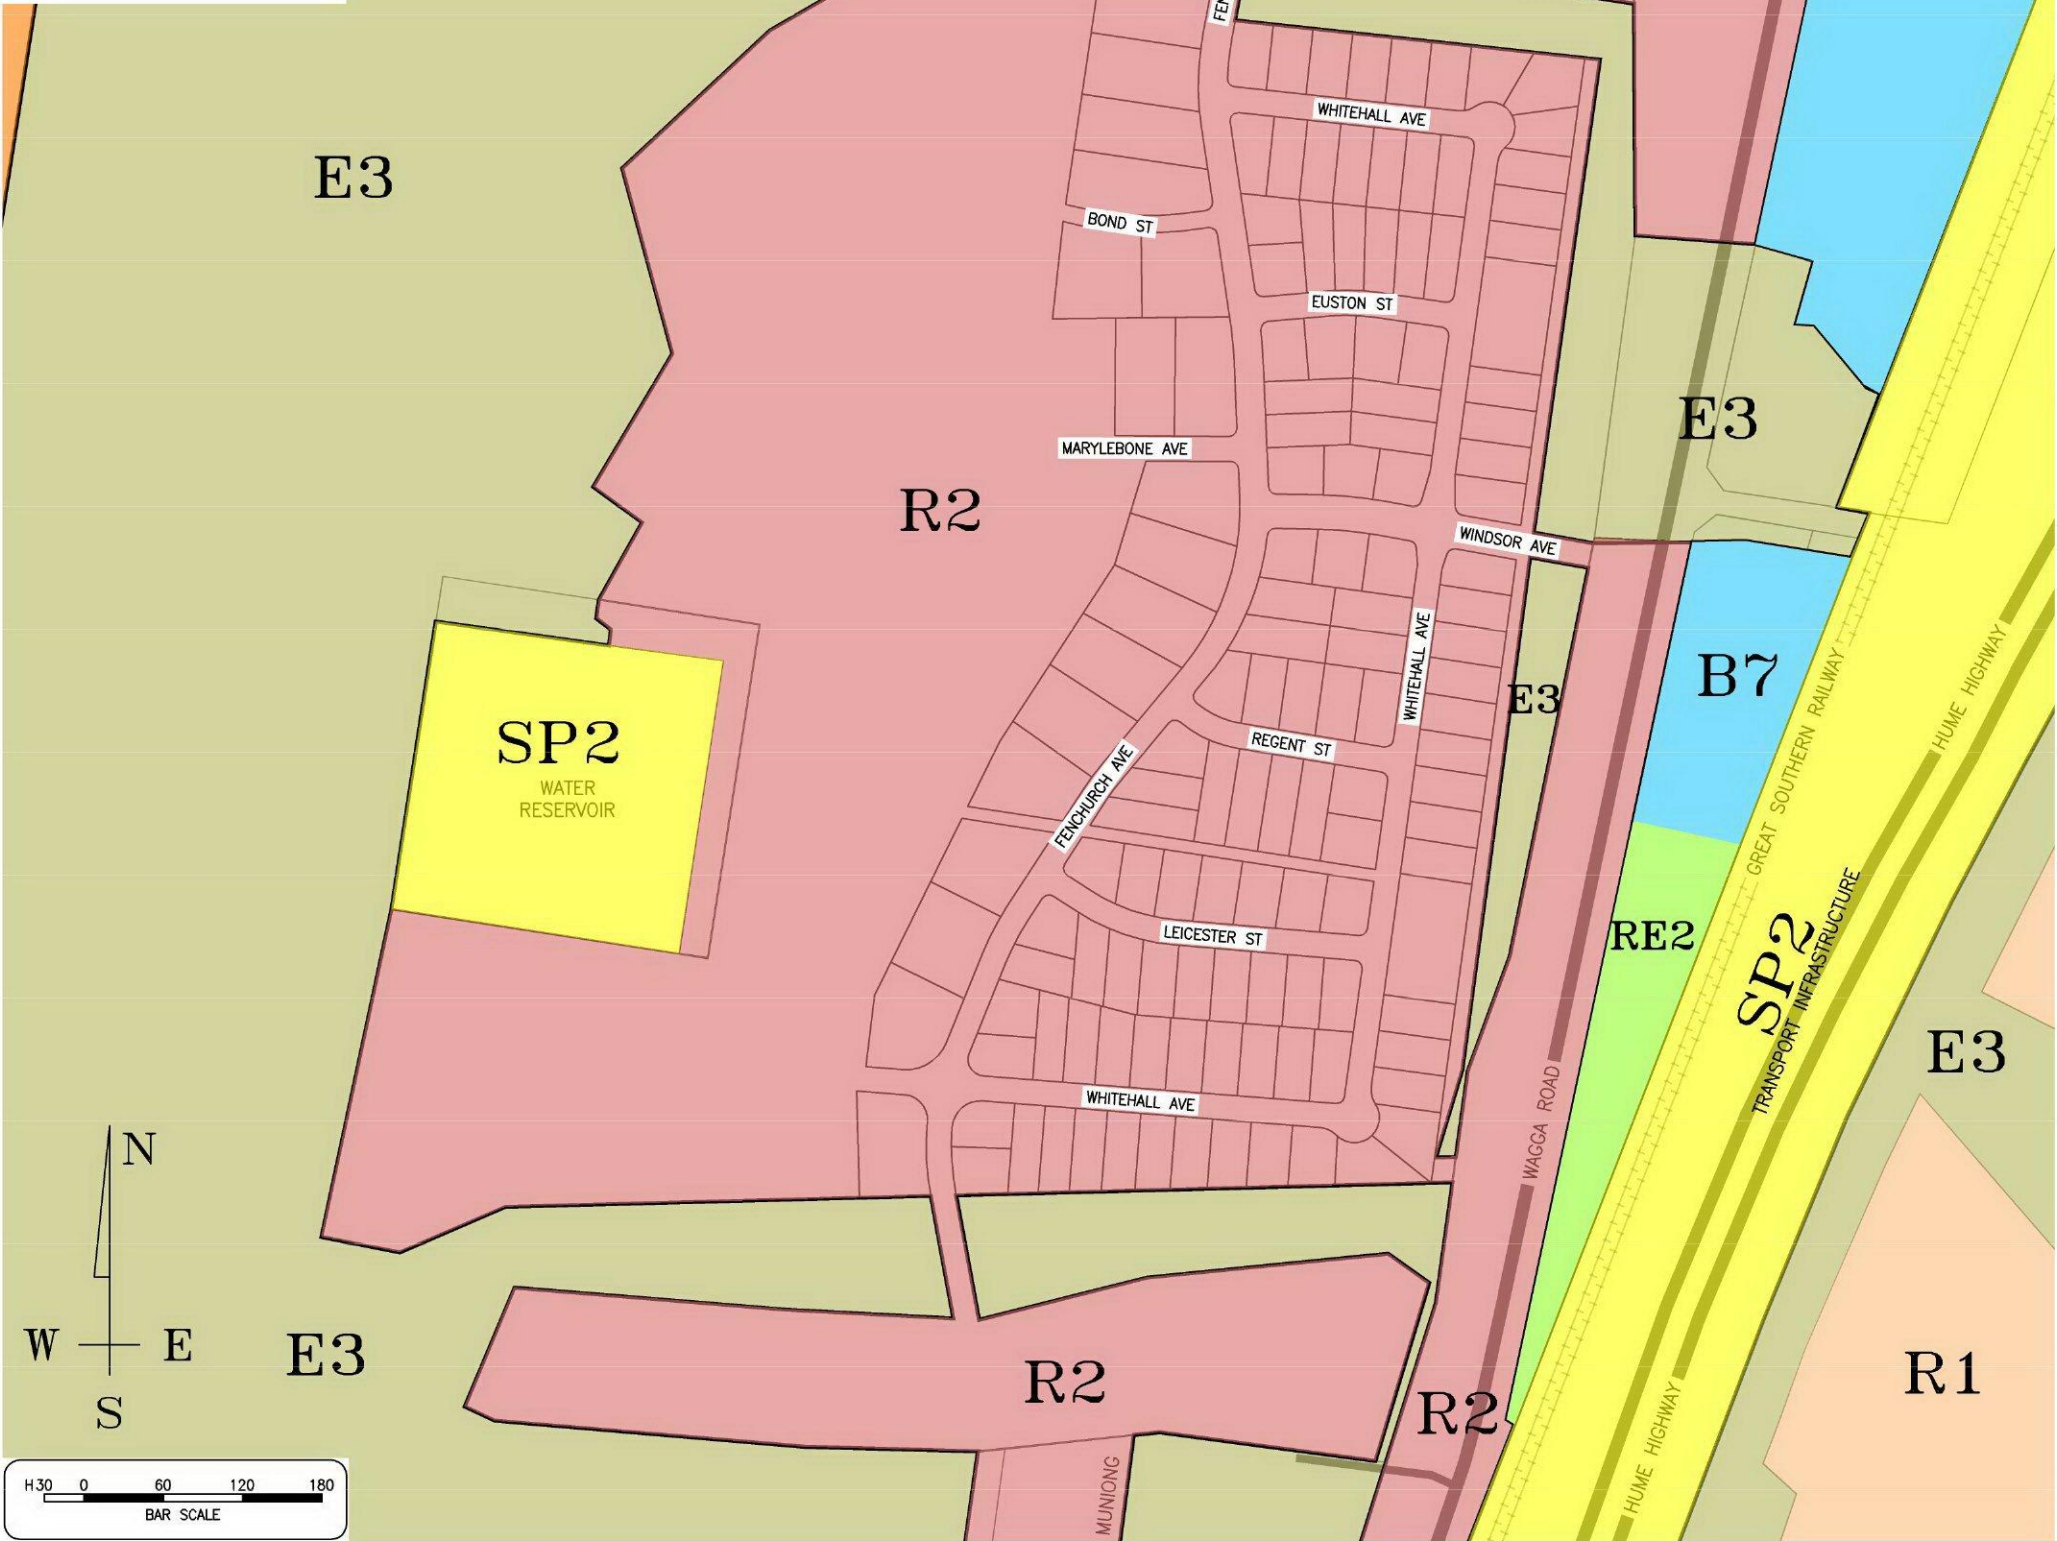 FEN
WHITEHALL AVE
E3
BOND ST
EUSTON ST
E3
MARYLEBONE AVE
R2
WINDSOR AVE
WHITEHALL AVE
E3
B7
HUME HIGHWAY
GREAT SOUTHERN RAILWAY
SP2
WATER
RESERVOIR
REGENT ST
FENCHURCH AVE
LEICESTER ST
RE2
SP2
TRANSPORT INFRASTRUCTURE
E3
WHITEHALL AVE
WAGGA ROAD
N
W
E
S
E3
R2
R2
R1
HUME HIGHWAY
MUNIONG
H30 0 60 120 180
BAR SCALE